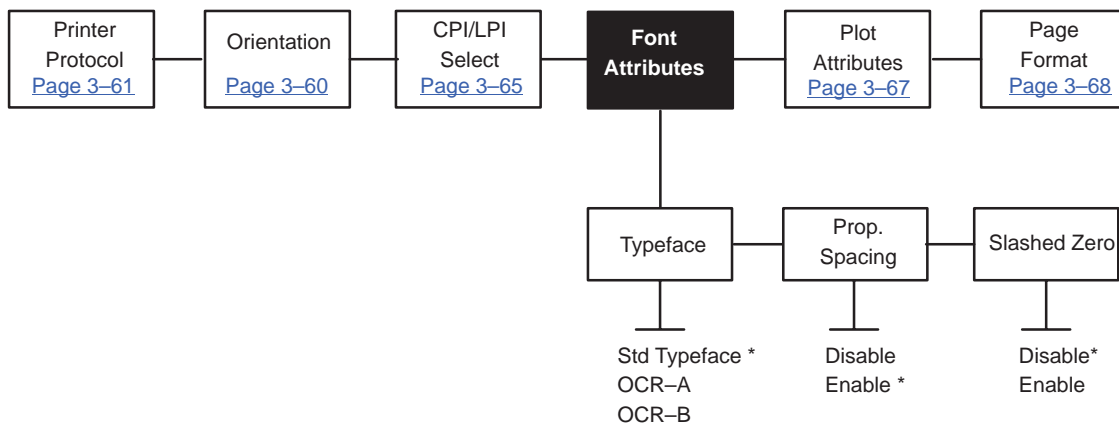 Printer
Protocol
Page 3–61
Orientation
Page 3–60
CPI/LPI
Select
Page 3–65
Font
Attributes
Plot
Attributes
Page 3–67
Page
Format
Page 3–68
Typeface
Prop.
Spacing
Slashed Zero
Std Typeface *
OCR–A
OCR–B
Disable
Enable *
Disable*
Enable